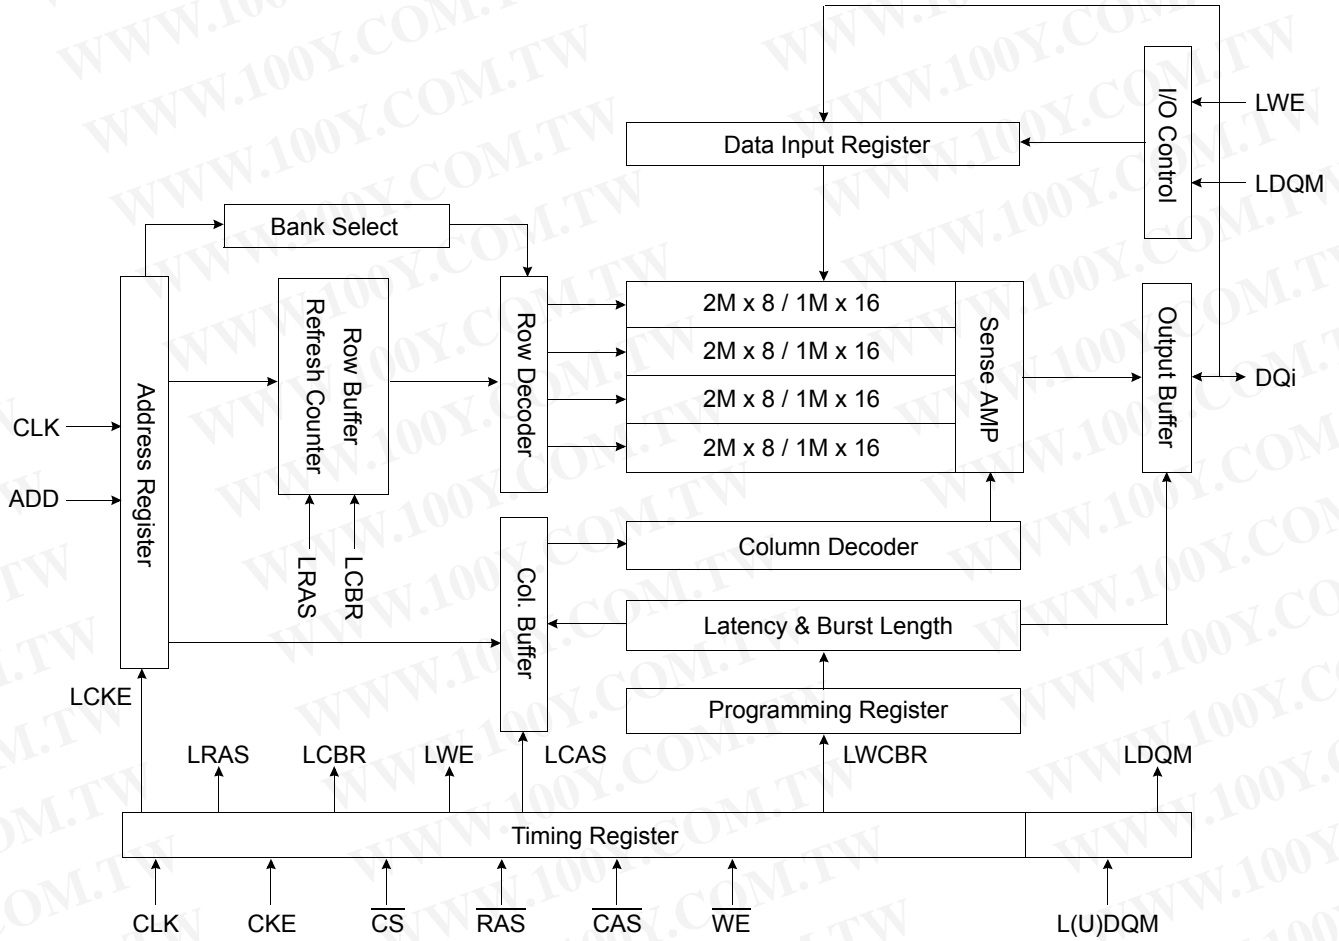 LWE
I/O Control
Data Input Register
LDQM
Bank Select
2M x 8 / 1M x 16
2M x 8 / 1M x 16
2M x 8 / 1M x 16
2M x 8 / 1M x 16
Sense AMP
Output Buffer
DQi
Row Buffer
Refresh Counter
Row Decoder
Address Register
CLK
ADD
LRAS
LCBR
Col. Buffer
Column Decoder
Latency & Burst Length
Programming Register
LCKE
LRAS
LCBR
LWE
LCAS
LWCBR
LDQM
Timing Register
CLK
CKE
CS
RAS
CAS
WE
L(U)DQM
WWW.100Y.COM.TW